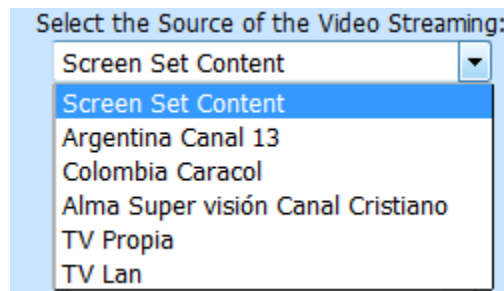 Select the Source of the Video Streaming:
Screen Set Content
Screen Set Content
Argentina Canal 13
Colombia Caracol
Alma Super visión Canal Cristiano
TV Propia
TV Lan